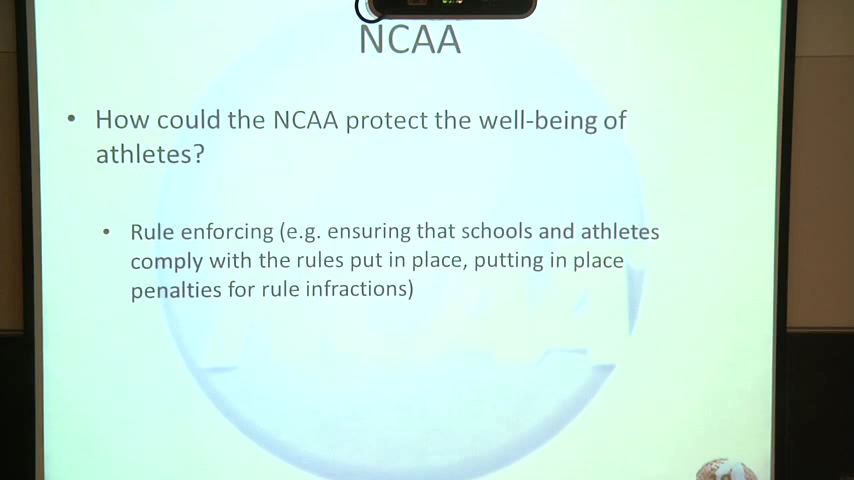 NCAA
• How could the NCAA protect the well-being of
athletes?
• Rule enforcing (e.g. ensuring that schools and athletes
comply with the rules put in place, putting in place
penalties for rule infractions)